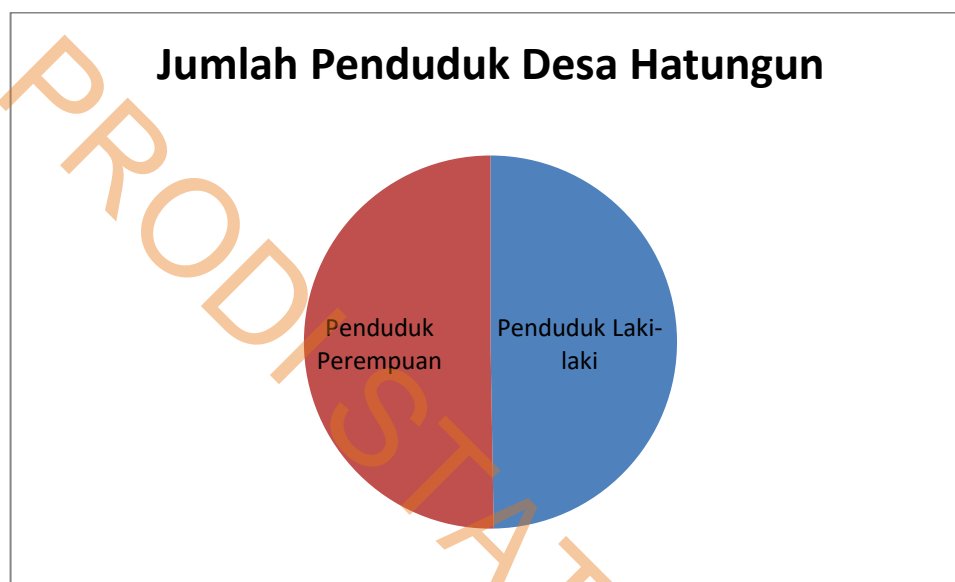 Jumlah Penduduk Desa Hatungun
Penduduk
Perempuan
Penduduk Laki-
laki
PRODI STAT